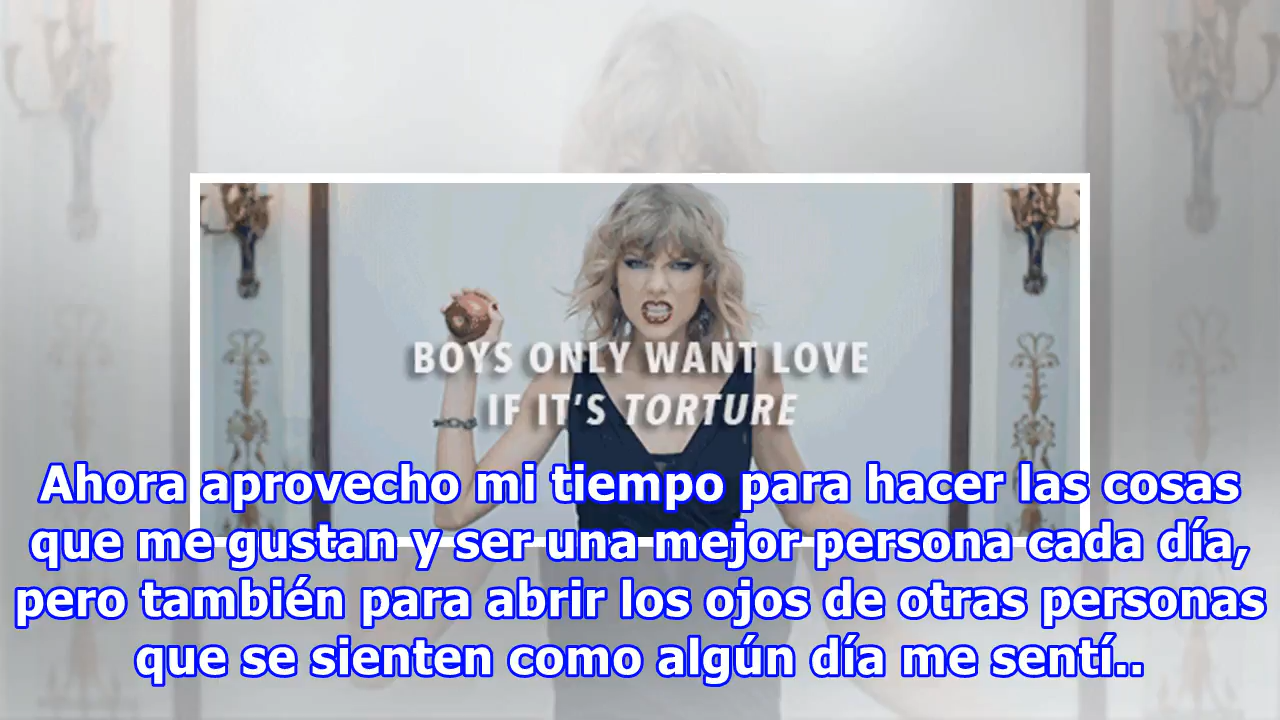 BOYS ONLY WANT LOVE
IF IT'S TORTURE
Ahora aprovecho mi tiempo para hacer las cosas
que me gustan y ser una mejor persona cada día,
pero también para abrir los ojos de otras personas
que se sienten como algún día me sentí..